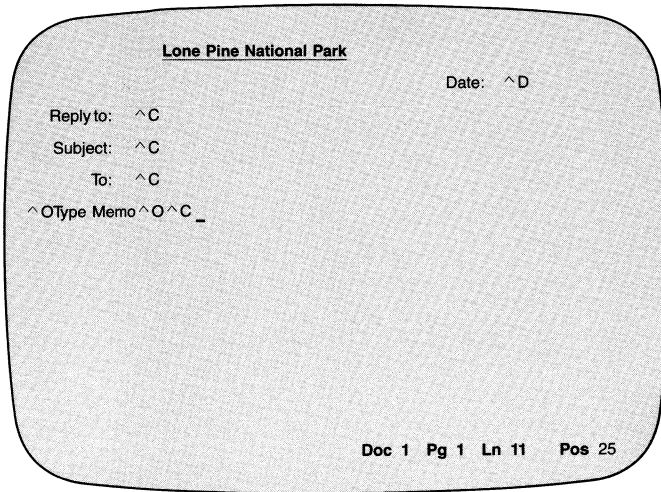 Lone Pine National Park
Date: ^D
Reply to: ^C
Subject: ^C
To: ^C
^OType Memo^O^C_
Doc 1 Pg 1 Ln 11 Pos 25